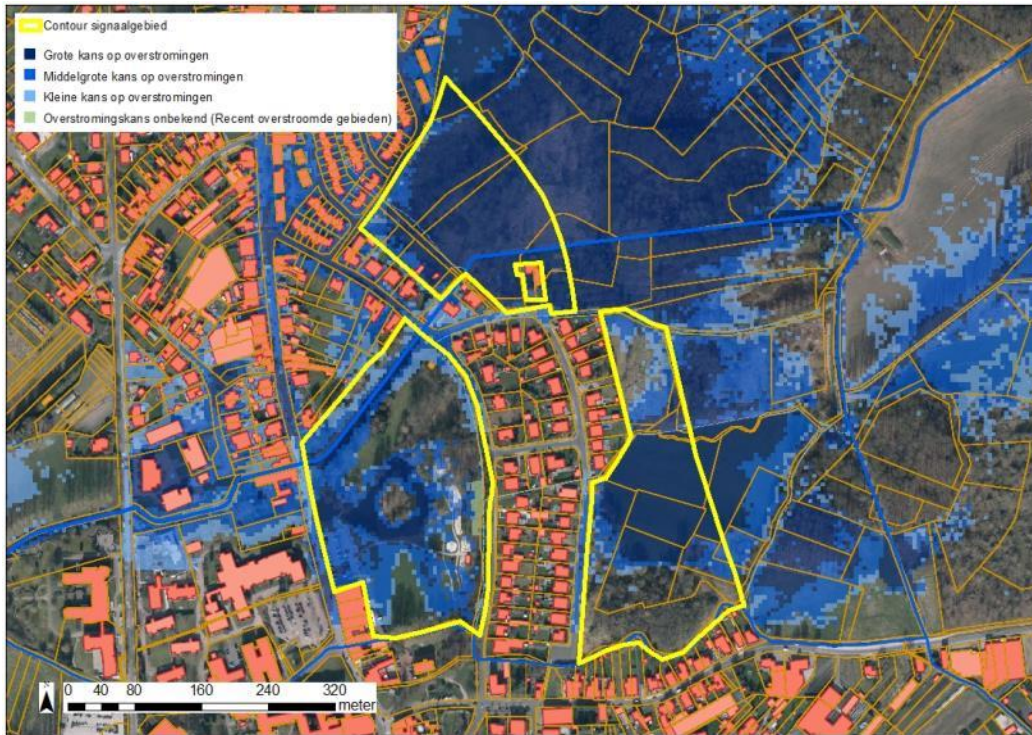 Contour signaalgebied
Grote kans op overstromingen
Middelgrote kans op overstromingen
Kleine kans op overstromingen
Overstromingskans onbekend (Recent overstroomde gebieden)
0 40 80 160 240 320
meter